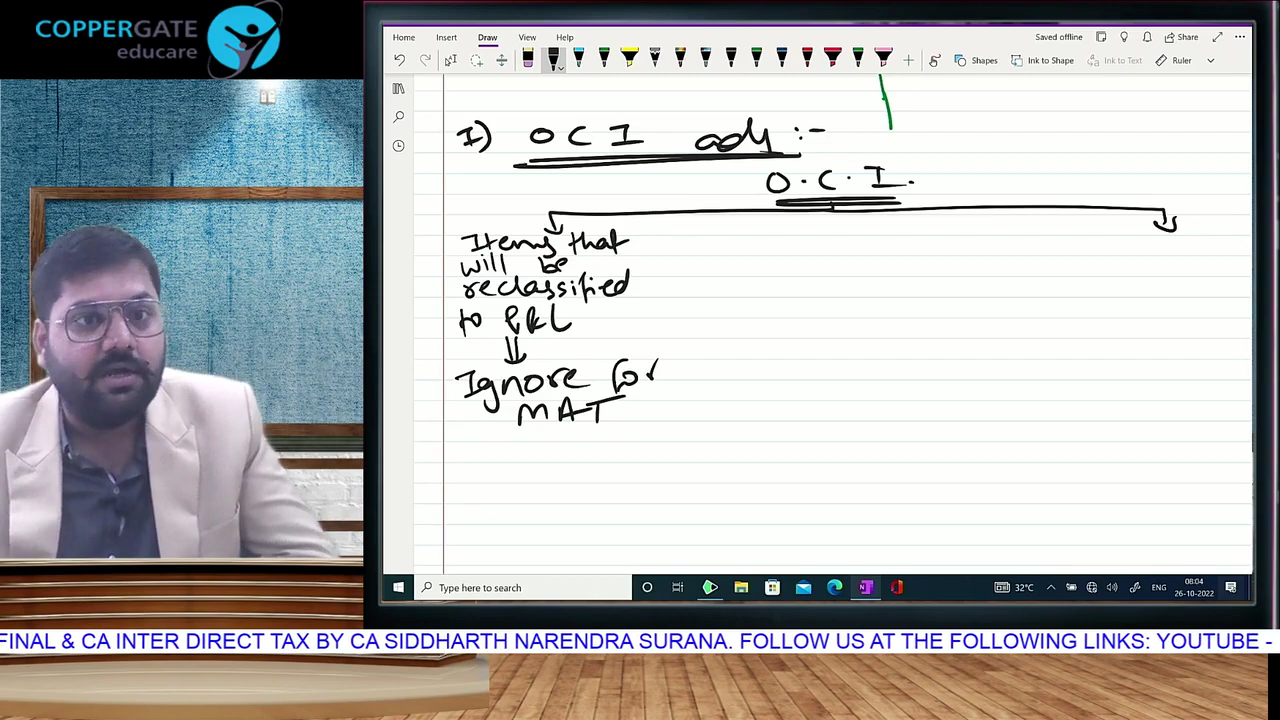 COPPERGATE
educare
Home Insert Draw View Help
Saved offline
Share
Shapes
Ink to Shape
Ink to Text
Ruler
I) OCI adj :-
O.C.I.
Items that
will be
reclassified
to P&L
Ignore for
MAT
Type here to search
32°C
ENG
08:04
26-10-2022
FINAL & CA INTER DIRECT TAX BY CA SIDDHARTH NARENDRA SURANA. FOLLOW US AT THE FOLLOWING LINKS: YOUTUBE -